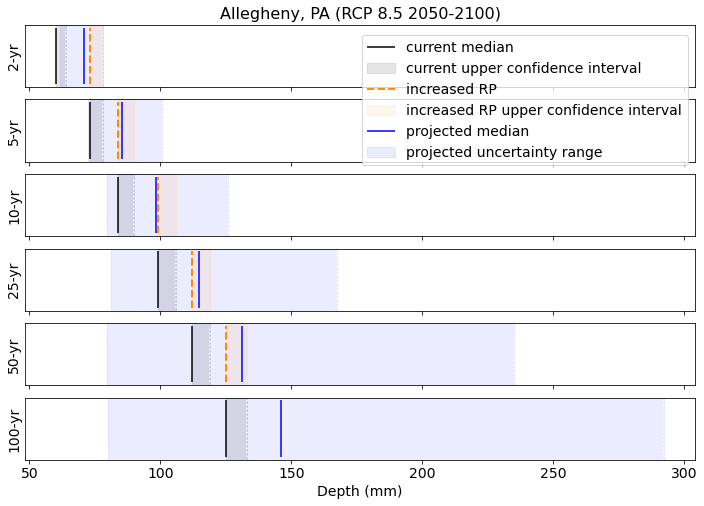 Allegheny, PA (RCP 8.5 2050-2100)
2-yr
current median
current upper confidence interval
increased RP
increased RP upper confidence interval
projected median
projected uncertainty range
5-yr
10-yr
25-yr
50-yr
100-yr
50 100 150 200 250 300
Depth (mm)